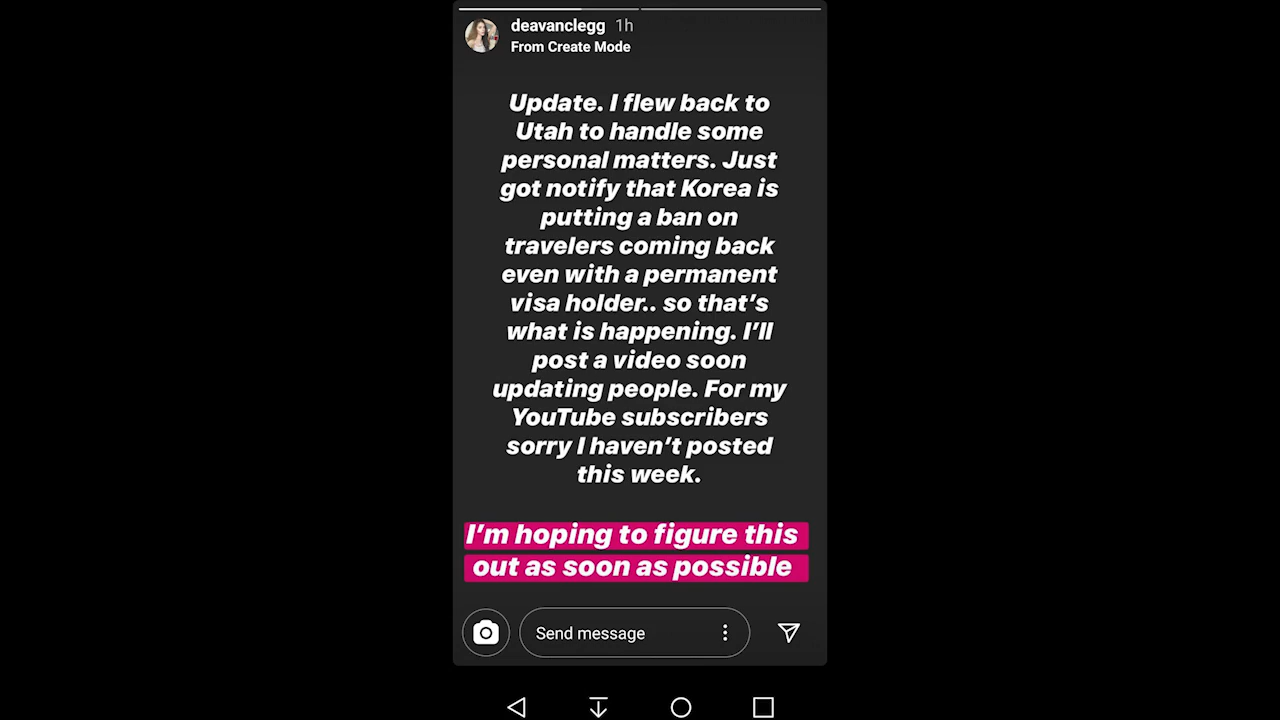 deavanclegg 1h
From Create Mode
Update. I flew back to
Utah to handle some
personal matters. Just
got notify that Korea is
putting a ban on
travelers coming back
even with a permanent
visa holder.. so that's
what is happening. I'll
post a video soon
updating people. For my
YouTube subscribers
sorry I haven't posted
this week.
I'm hoping to figure this
out as soon as possible
Send message